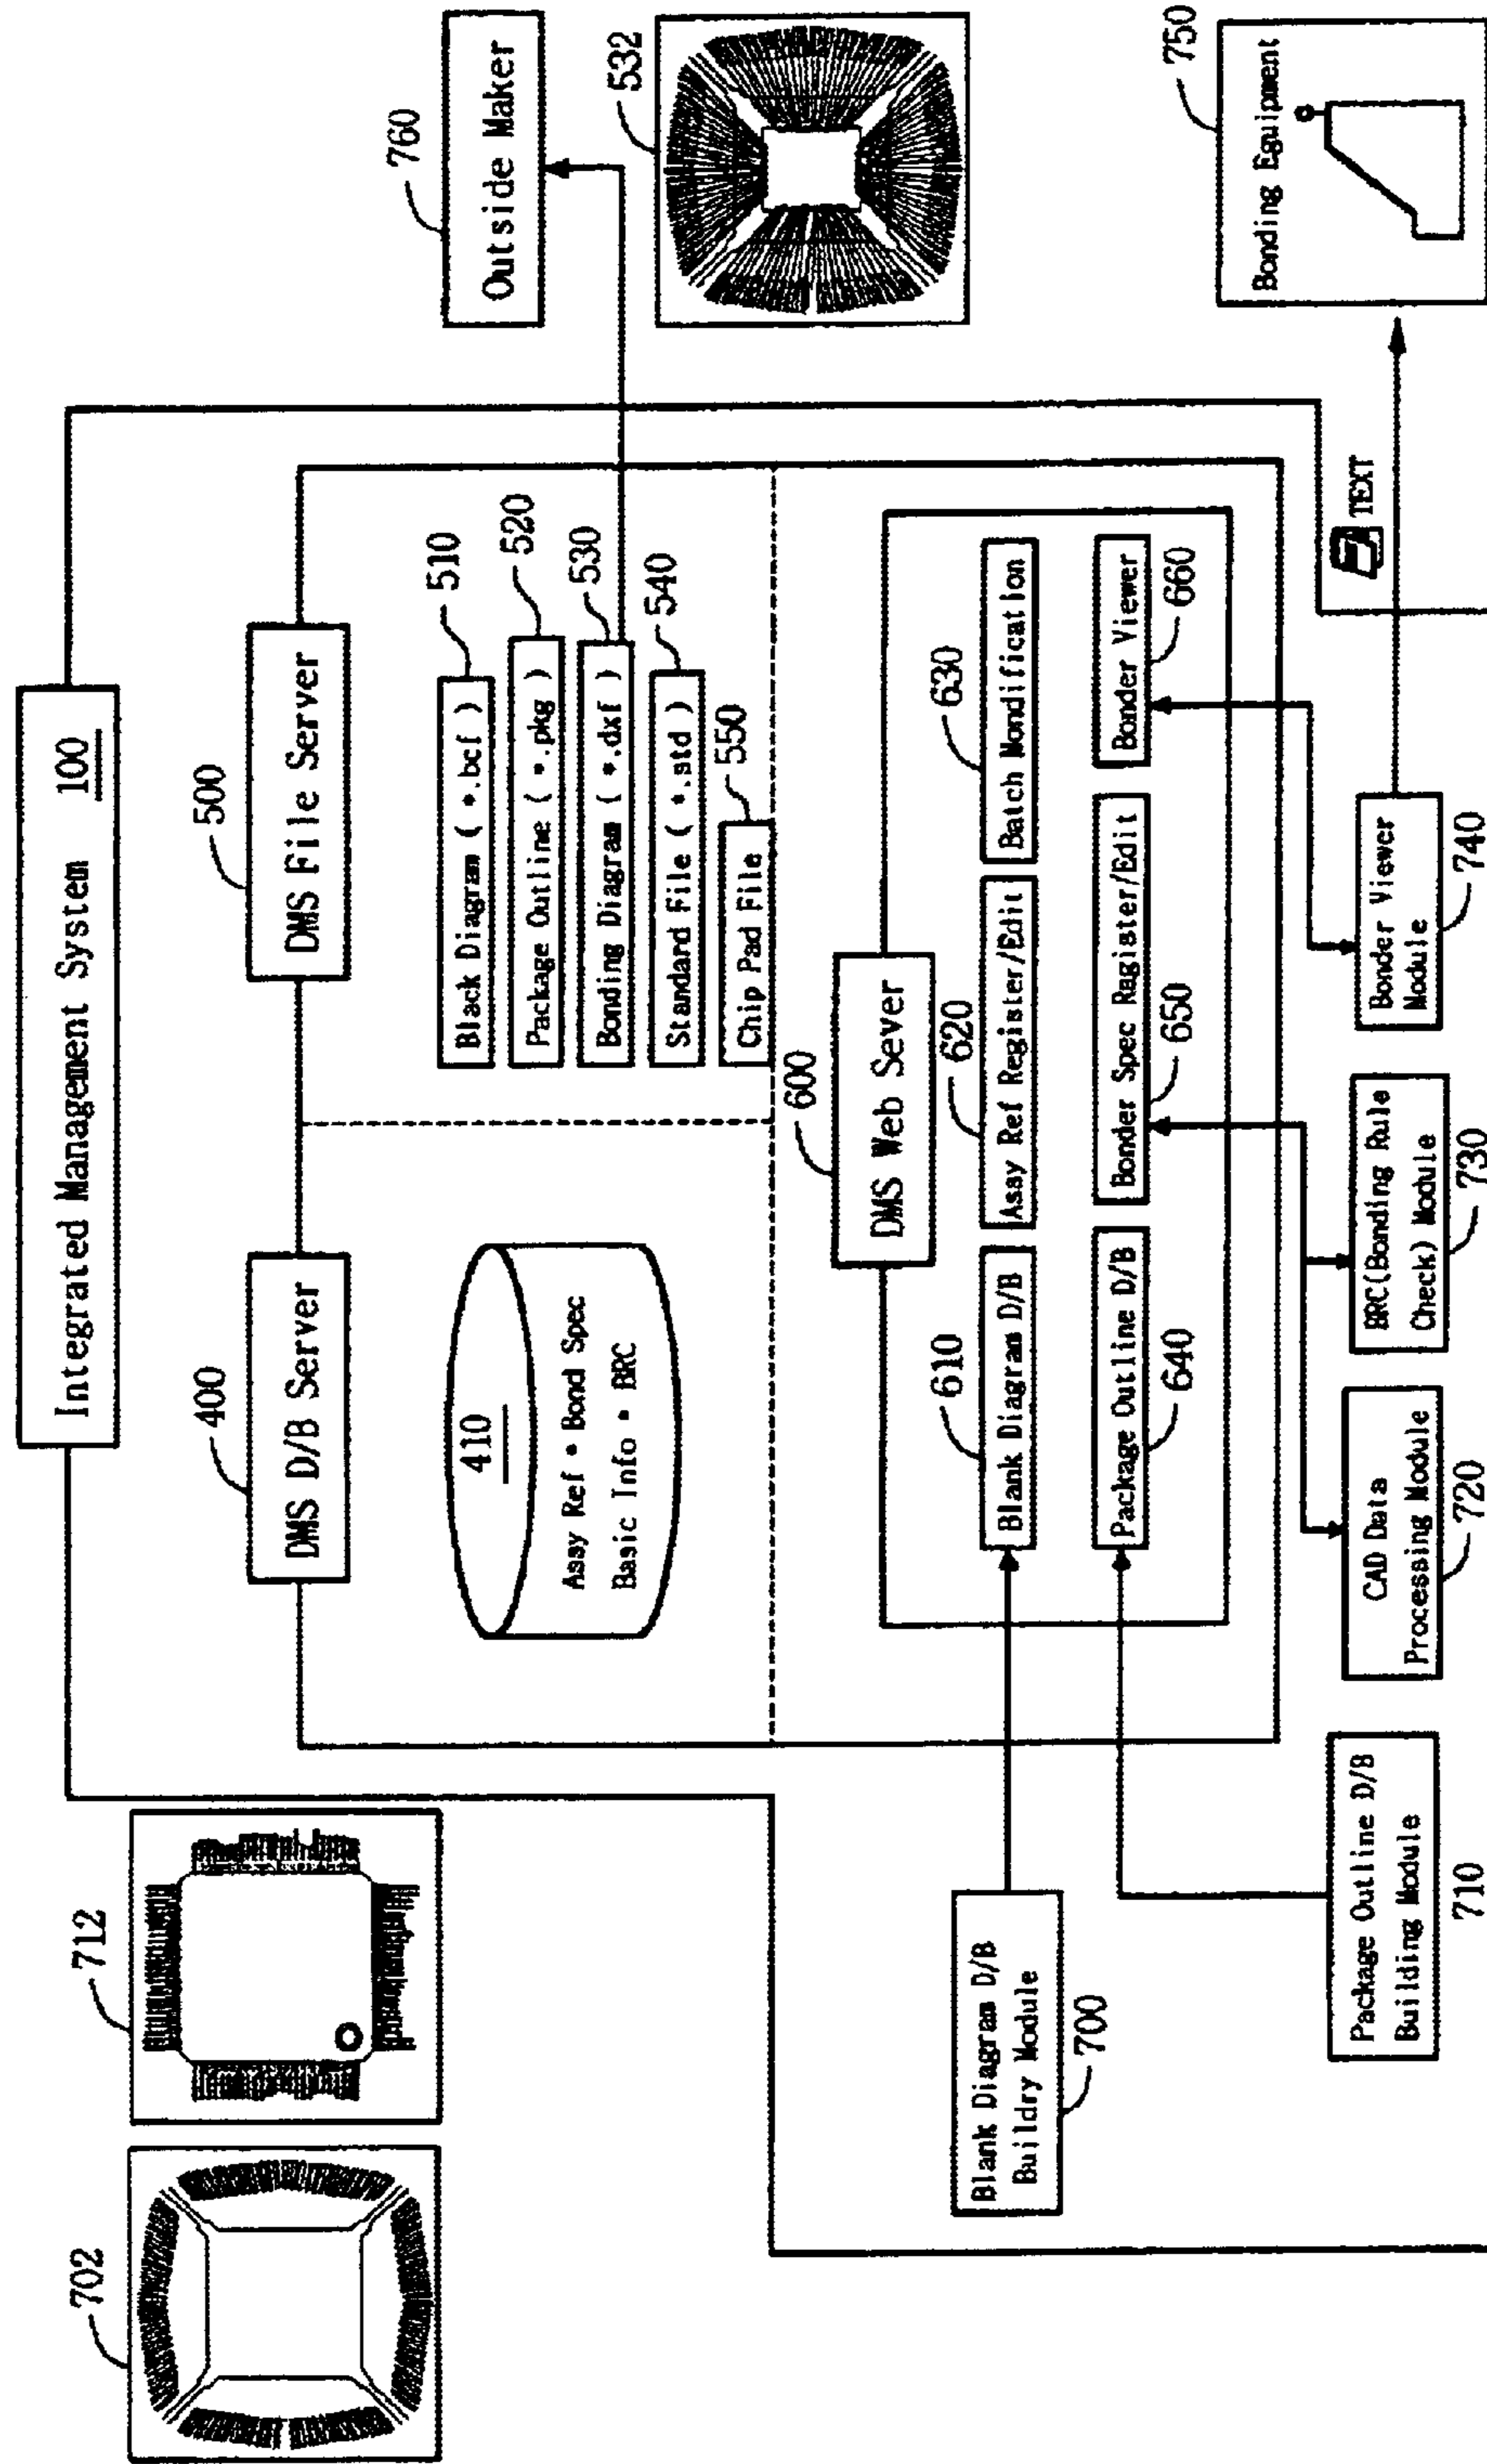 Integrated Management System 100
760
Outside Maker
532
750
Bonding Equipment
702
712
400
DMS D/B Server
500
DMS File Server
410
Assy Ref • Bond Spec
Basic Info • BRC
Black Diagram ( *.bcf )
510
Package Outline ( *.pkg )
520
Bonding Diagram ( *.dxf )
530
Standard File ( *.std )
540
Chip Pad File
550
600
DMS Web Sever
610
Blank Diagram D/B
620
Assy Ref Register/Edit
630
Batch Mondification
Package Outline D/B
640
Bonder Spec Ragister/Edit
650
Bonder Viewer
660
TEXT
Blank Diagram D/B
Buildry Module
700
Package Outline D/B
Building Module
710
CAD Data
Processing Module
720
BRC(Bonding Rule
Check) Module
730
Bonder Viewer
Module
740